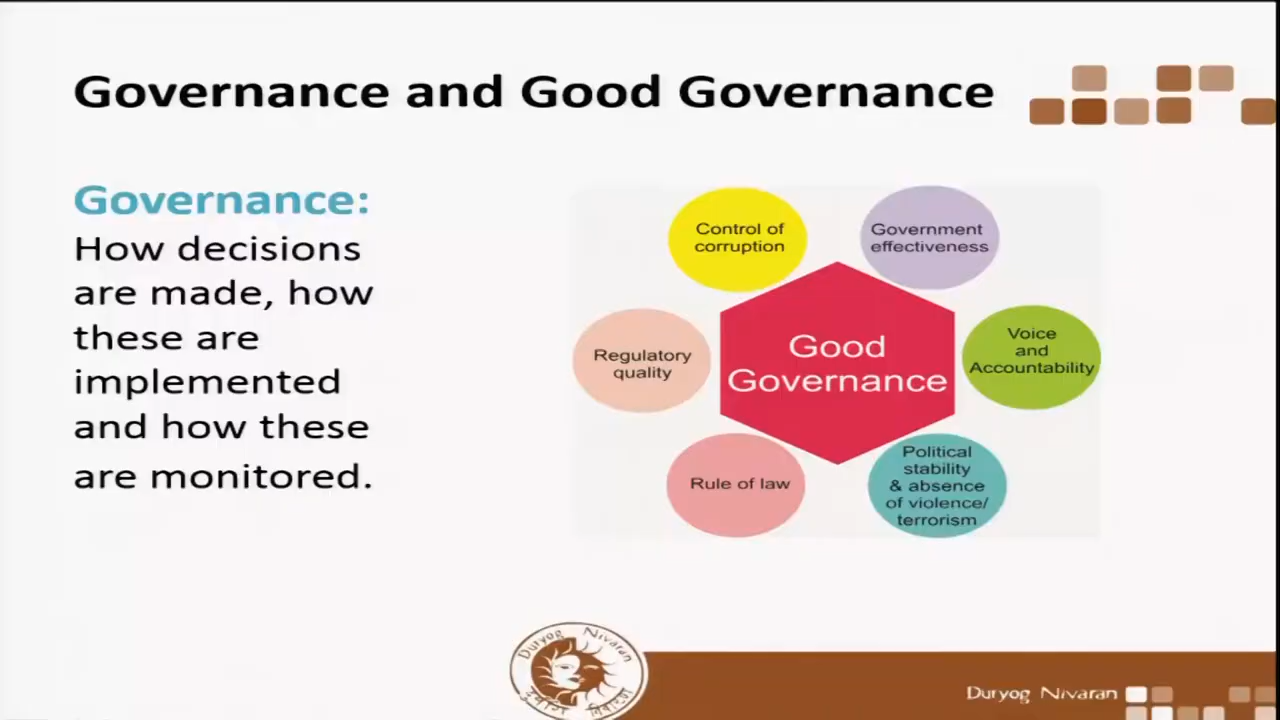 Governance and Good Governance
Governance:
How decisions
are made, how
these are
implemented
and how these
are monitored.
Control of
corruption
Government
effectiveness
Regulatory
quality
Good
Governance
Voice
and
Accountability
Rule of law
Political
stability
& absence
of violence/
terrorism
Duryog Nivaran
दुर्योग निवारण
Duryog Nivaran